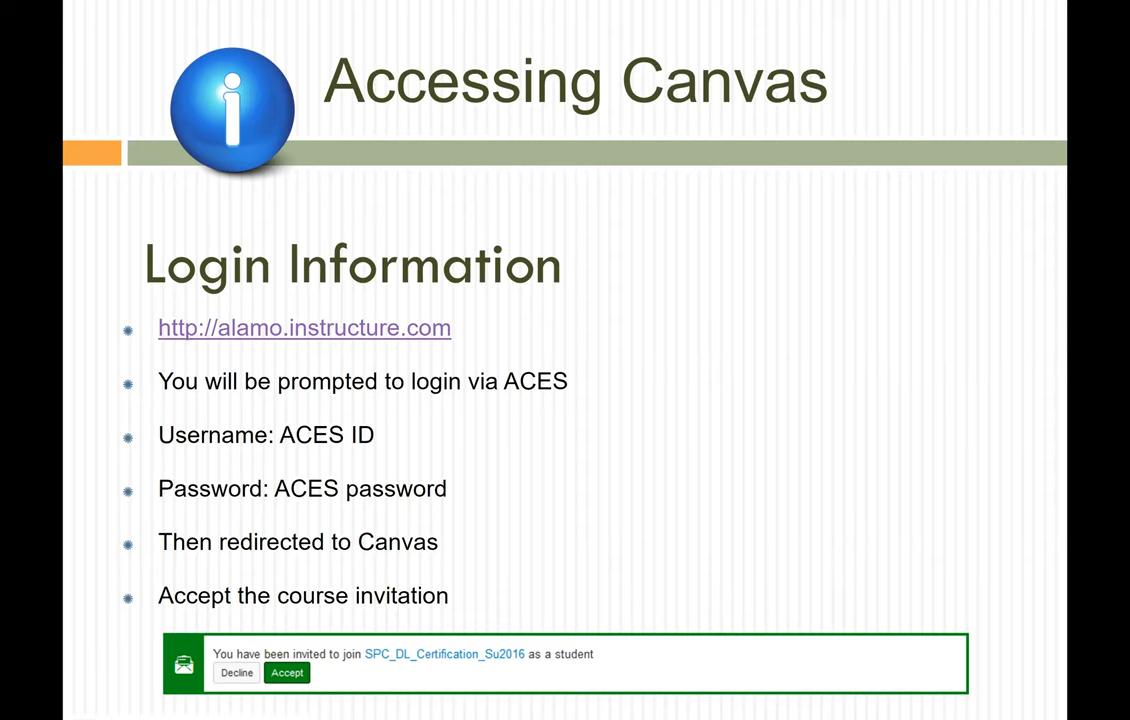 Accessing Canvas
Login Information
http://alamo.instructure.com
You will be prompted to login via ACES
Username: ACES ID
Password: ACES password
Then redirected to Canvas
Accept the course invitation
You have been invited to join SPC_DL_Certification_Su2016 as a student
Decline Accept